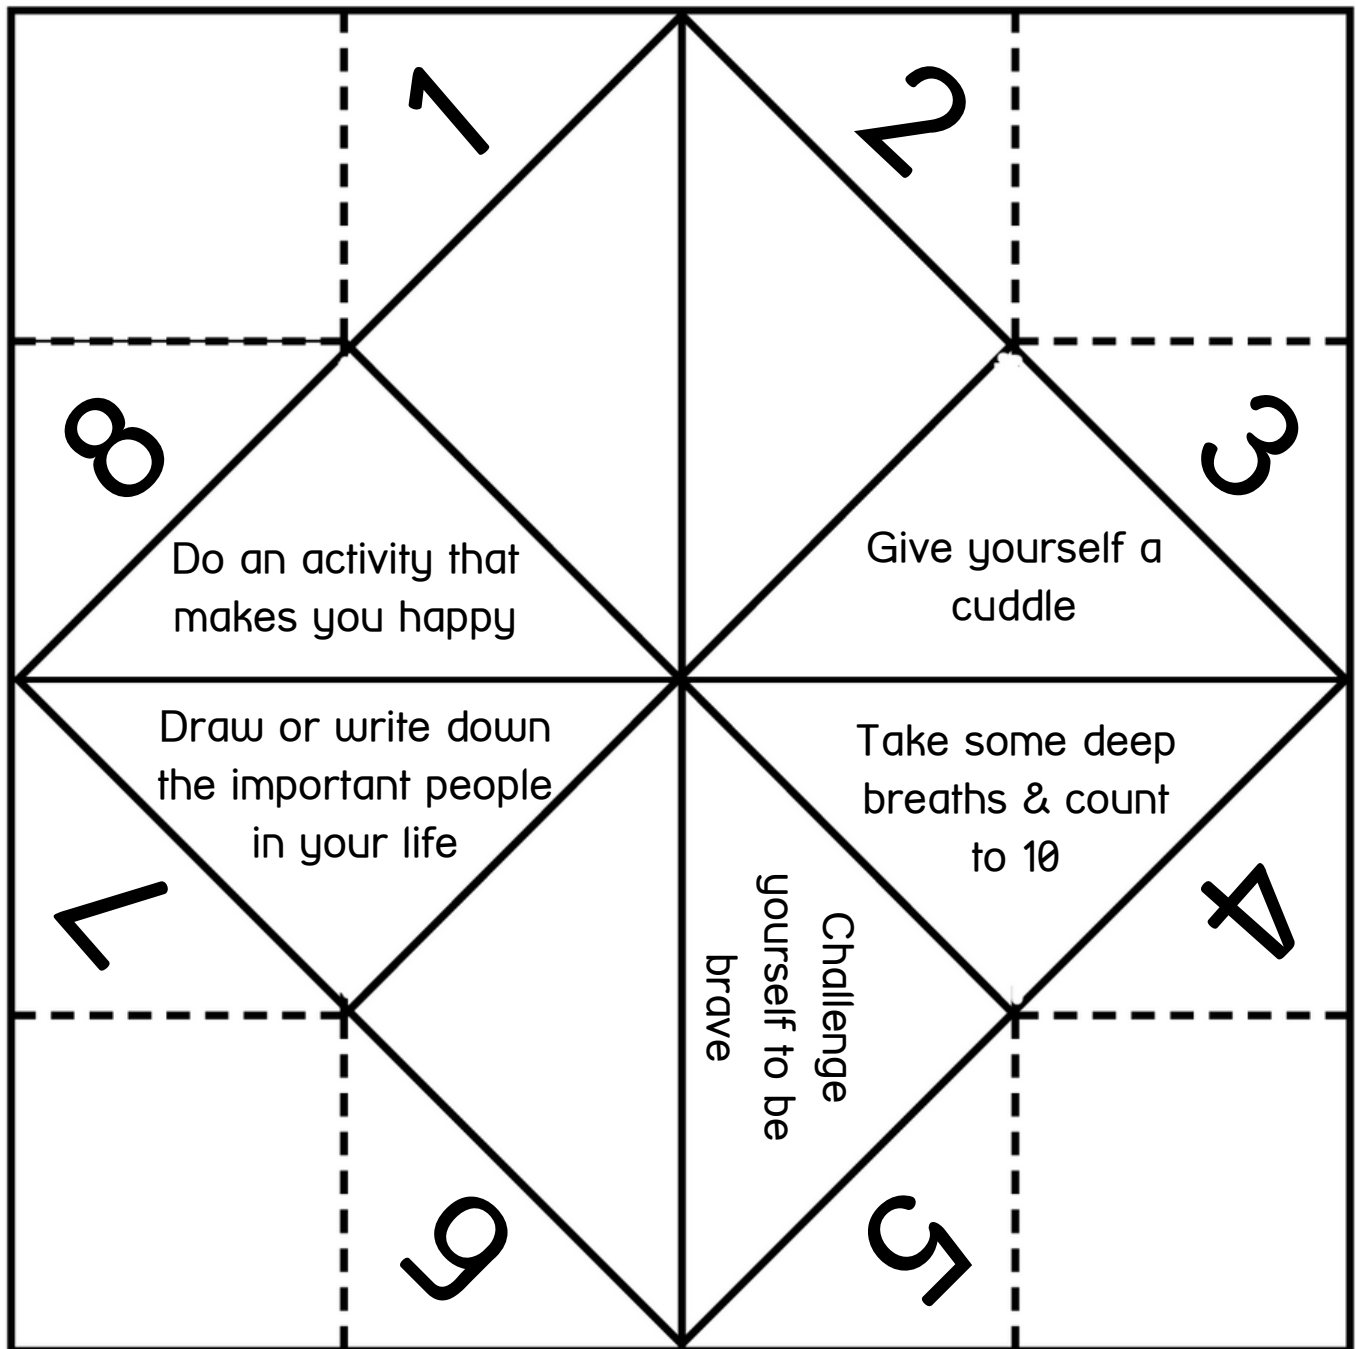 1
2
8
3
Do an activity that
makes you happy
Give yourself a
cuddle
Draw or write down
the important people
in your life
Take some deep
breaths & count
to 10
7
4
Challenge
yourself to be
brave
6
5